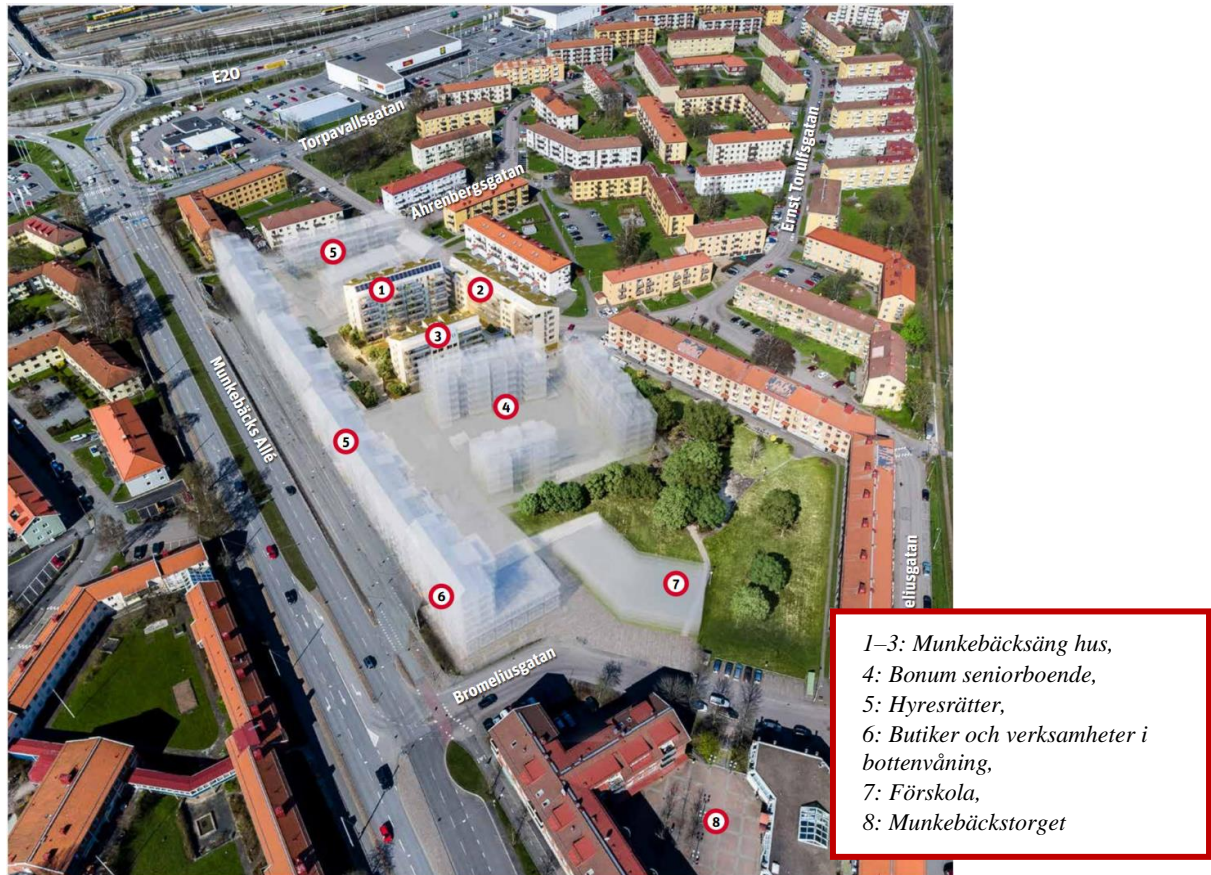 E20
Torpavallsgatan
Åhrenbergsgatan
Ernst Torulfsgatan
5
1
2
3
4
5
Munkebäcks Allé
6
7
eliusgatan
Bromeliusgatan
8
1–3: Munkebäcksäng hus,
4: Bonum seniorboende,
5: Hyresrätter,
6: Butiker och verksamheter i
bottenvåning,
7: Förskola,
8: Munkebäckstorget